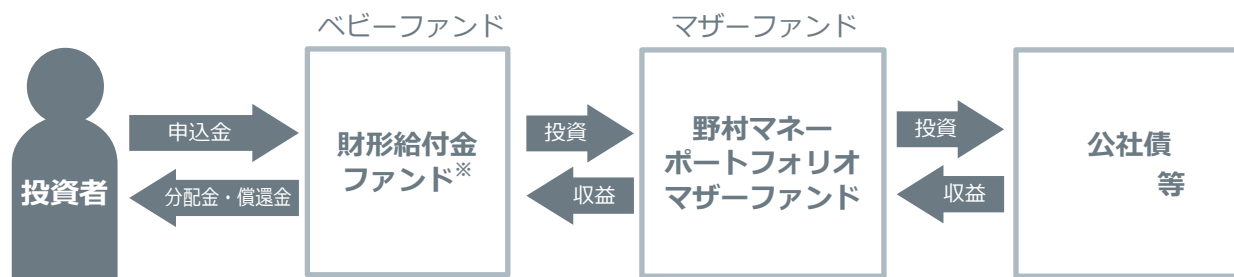 ベビーファンド
マザーファンド
投資者
申込金
分配金・償還金
財形給付金
ファンド※
投資
収益
野村マネー
ポートフォリオ
マザーファンド
投資
収益
公社債
等